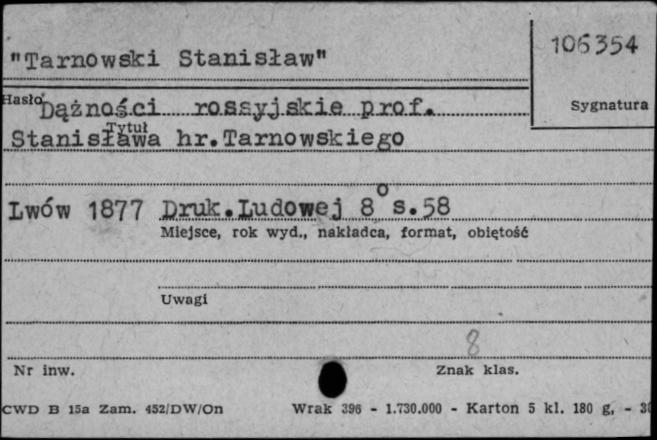 106354
"Tarnowski Stanisław"
Hasło
Dążności rossyjskie prof.
Sygnatura
Tytuł
Stanisława hr.Tarnowskiego
Lwów 1877 Druk.Ludowej 8° s.58
Miejsce, rok wyd., nakładca, format, objętość
Uwagi
8
Nr inw.
Znak klas.
CWD B 15a Zam. 452/DW/On Wrak 396 - 1.730.000 - Karton 5 kl. 180 g, -